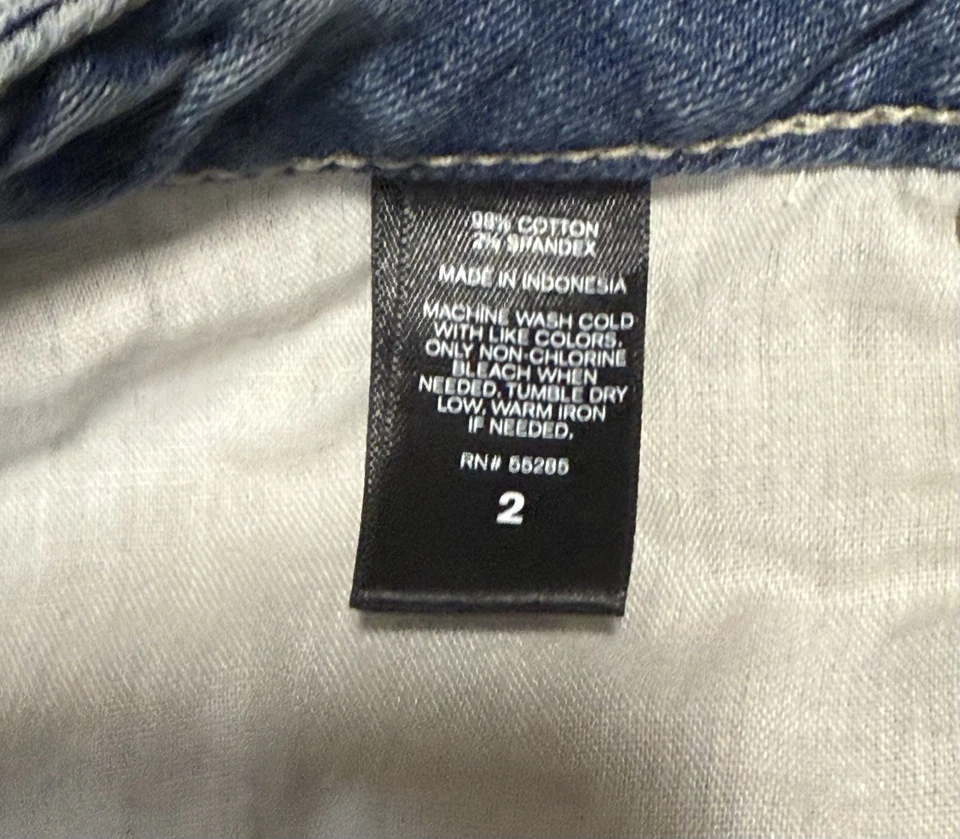 98% COTTON
2% SPANDEX
MADE IN INDONESIA
MACHINE WASH COLD
WITH LIKE COLORS.
ONLY NON-CHLORINE
BLEACH WHEN
NEEDED. TUMBLE DRY
LOW. WARM IRON
IF NEEDED.
RN# 55285
2